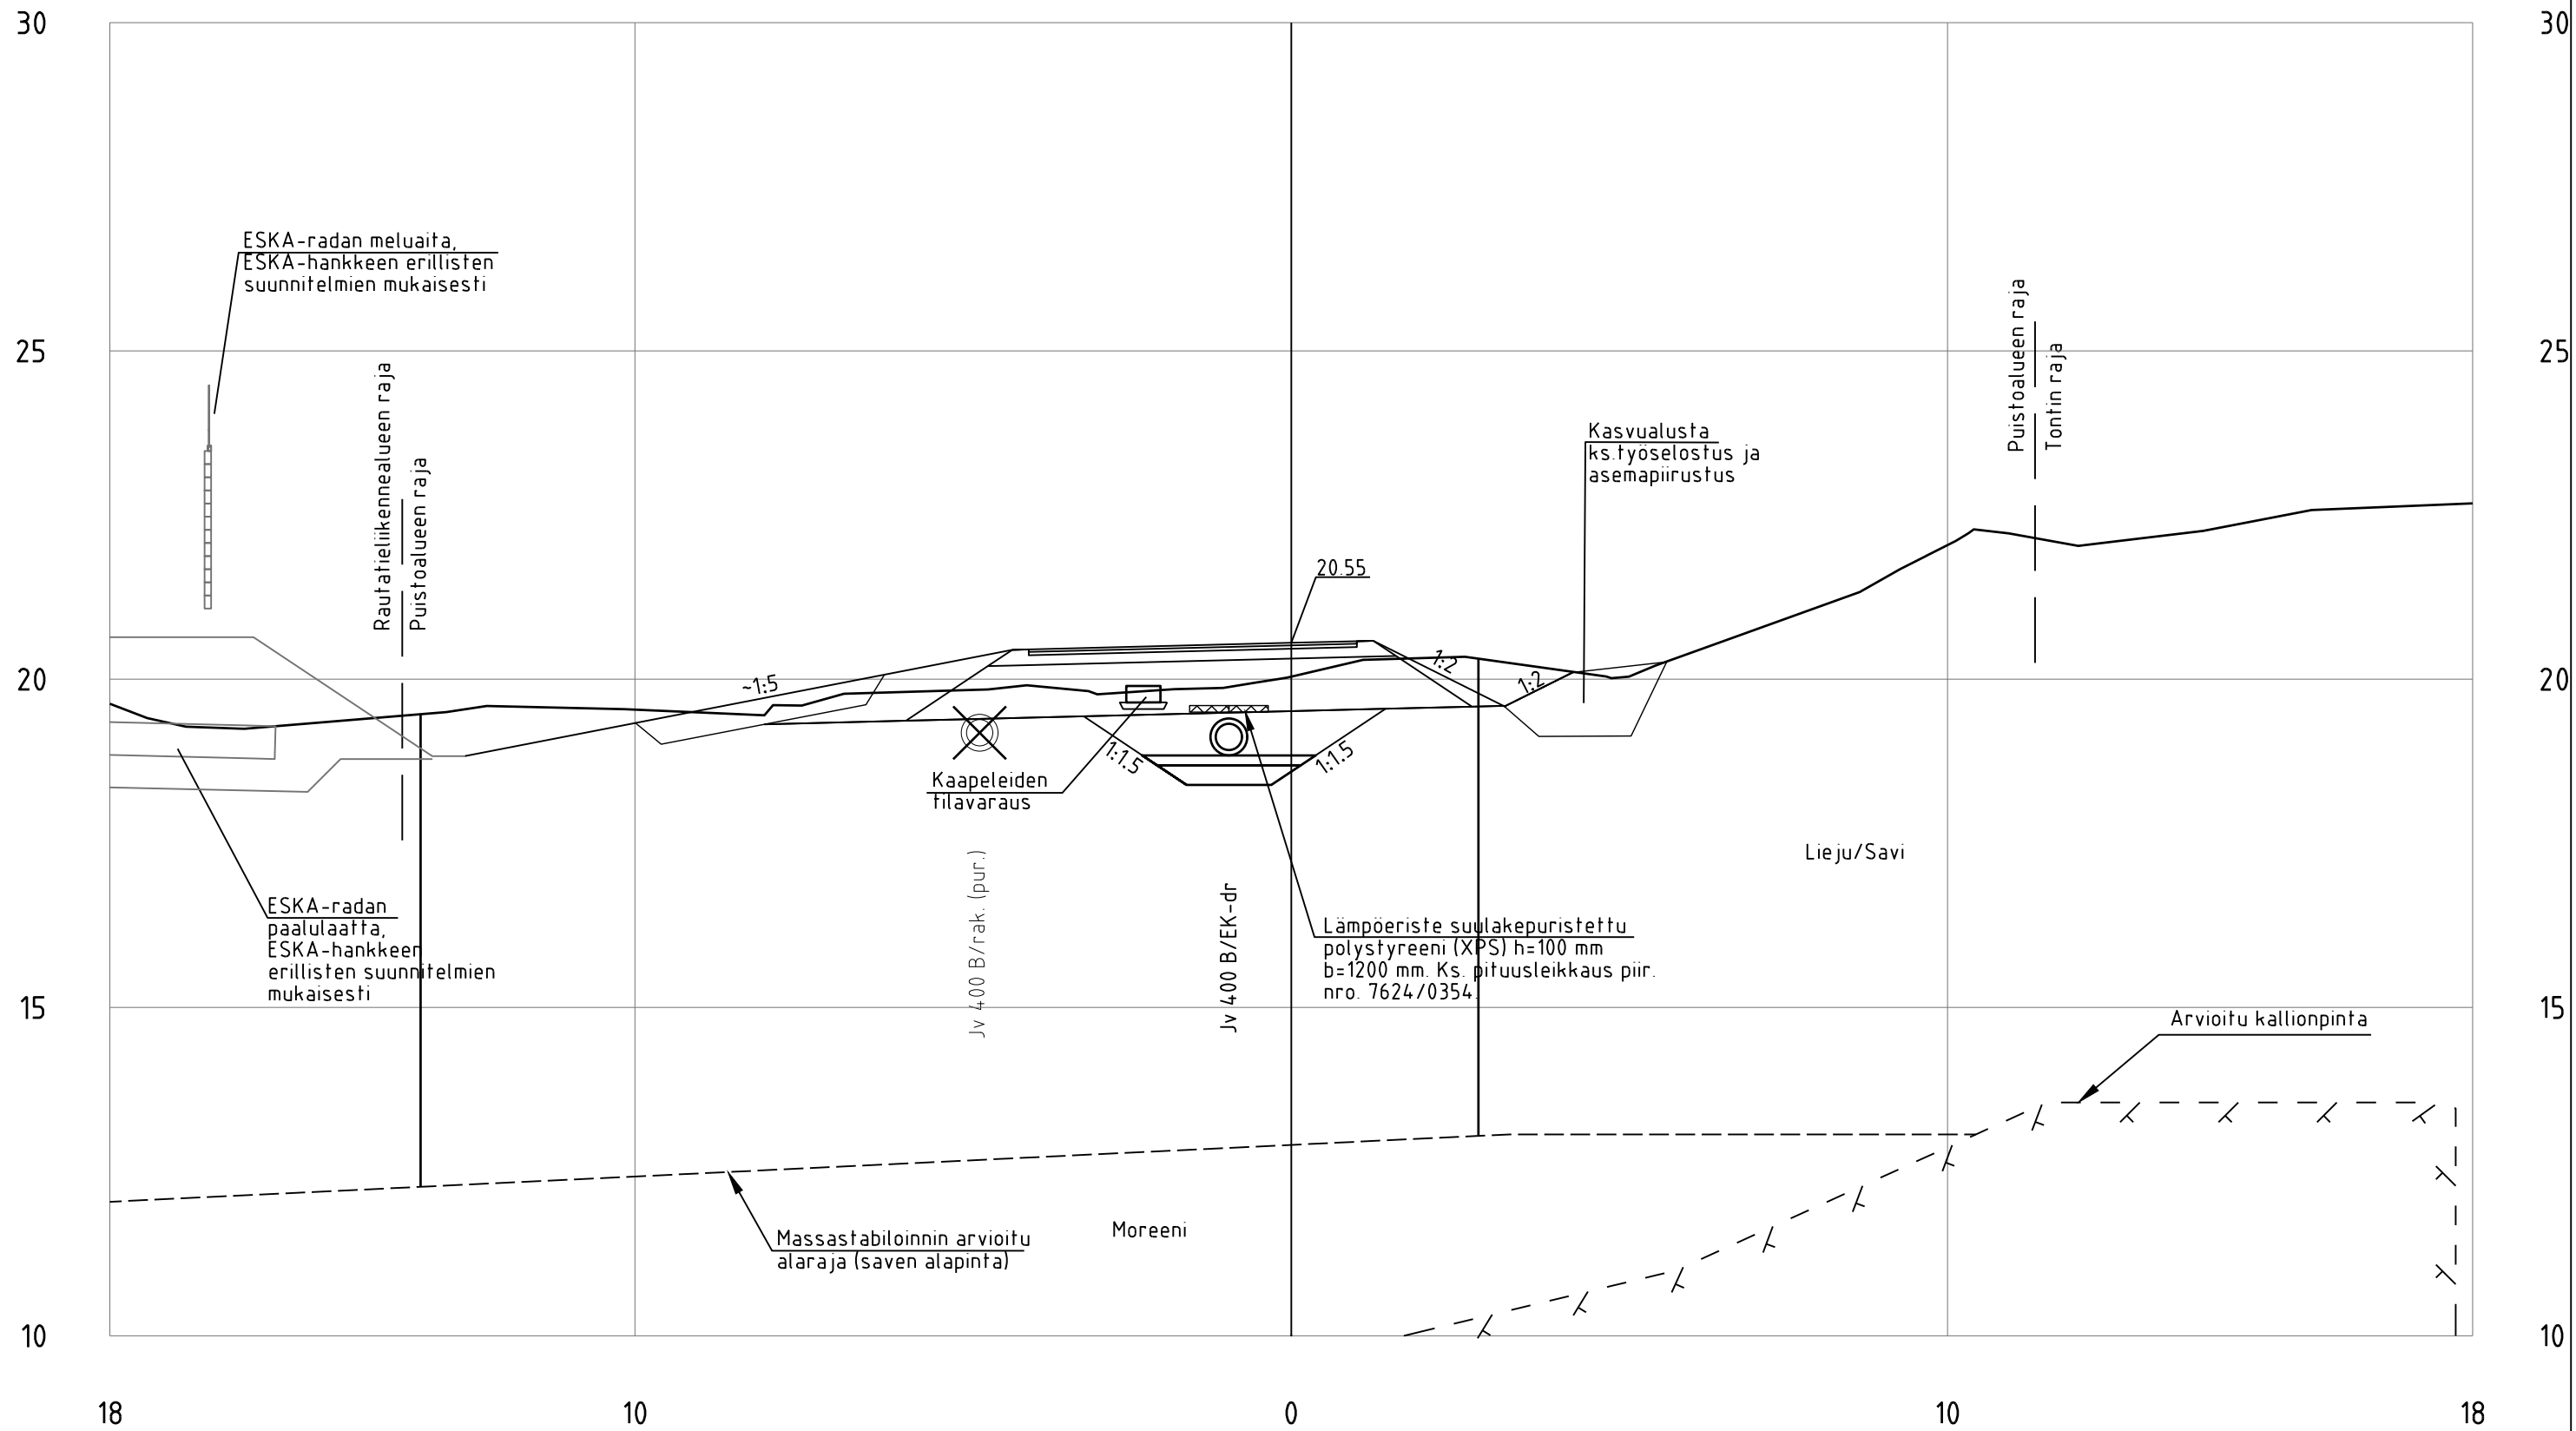 30
30
ESKA-radan meluaita,
ESKA-hankkeen erillisten
suunnitelmien mukaisesti
25
25
Rautatieliikennealueen raja
Puistoalueen raja
Puistoalueen raja
Tontin raja
Kasvualusta
ks.työselostus ja
asemapiirustus
20.55
20
20
~1:5
1:2
1:2
1:1.5
1:1.5
Kaapeleiden
tilavaraus
Lieju/Savi
Jv 400 B/rak. (pur.)
Jv 400 B/EK-dr
ESKA-radan
paalulaatta,
ESKA-hankkeen
erillisten suunnitelmien
mukaisesti
Lämpöeriste suulakepuristettu
polystyreeni (XPS) h=100 mm
b=1200 mm. Ks. pituusleikkaus piir.
nro. 7624/0354.
15
15
Arvioitu kallionpinta
Massastabiloinnin arvioitu
alaraja (saven alapinta)
Moreeni
10
10
18
10
0
10
18